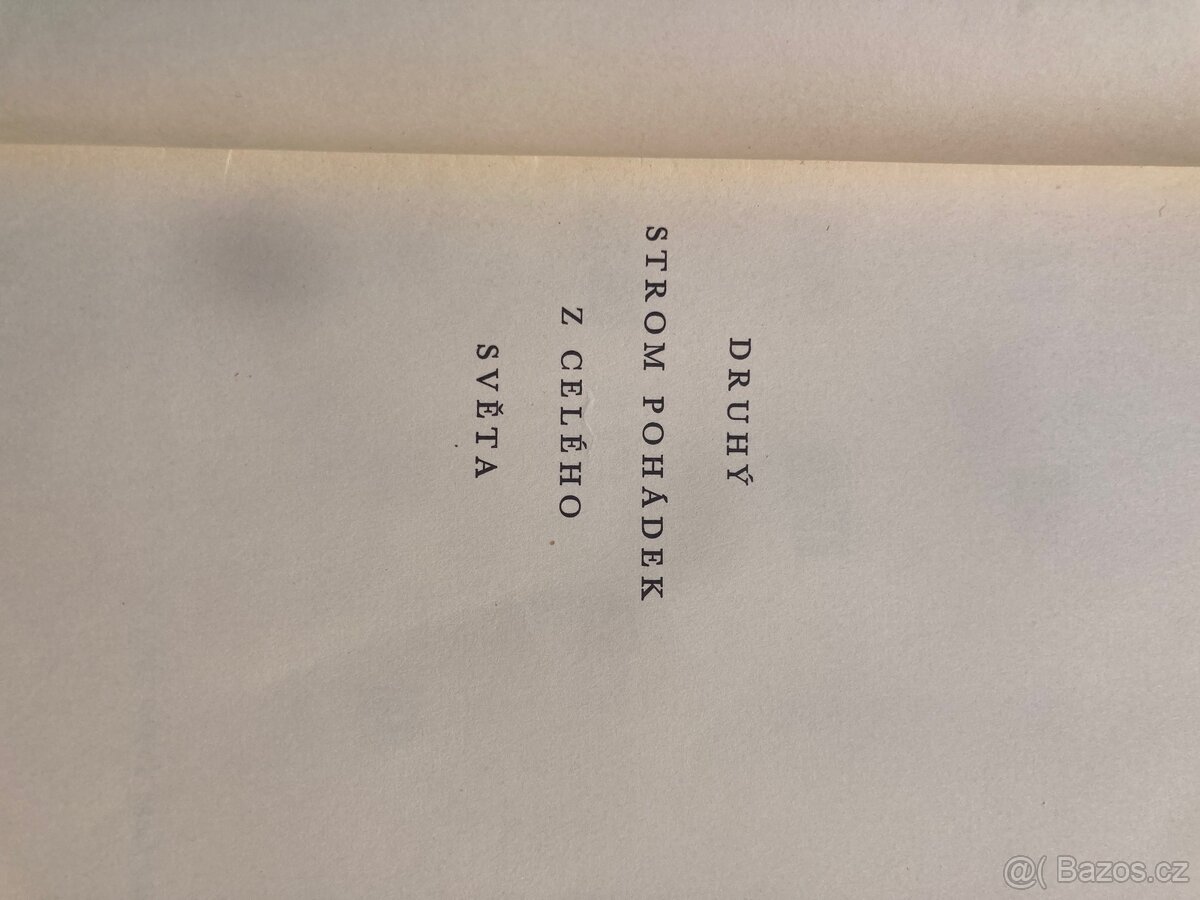 DRUHÝ
STROM POHÁDEK
Z CELÉHO
SVĚTA
@( Bazos.cz